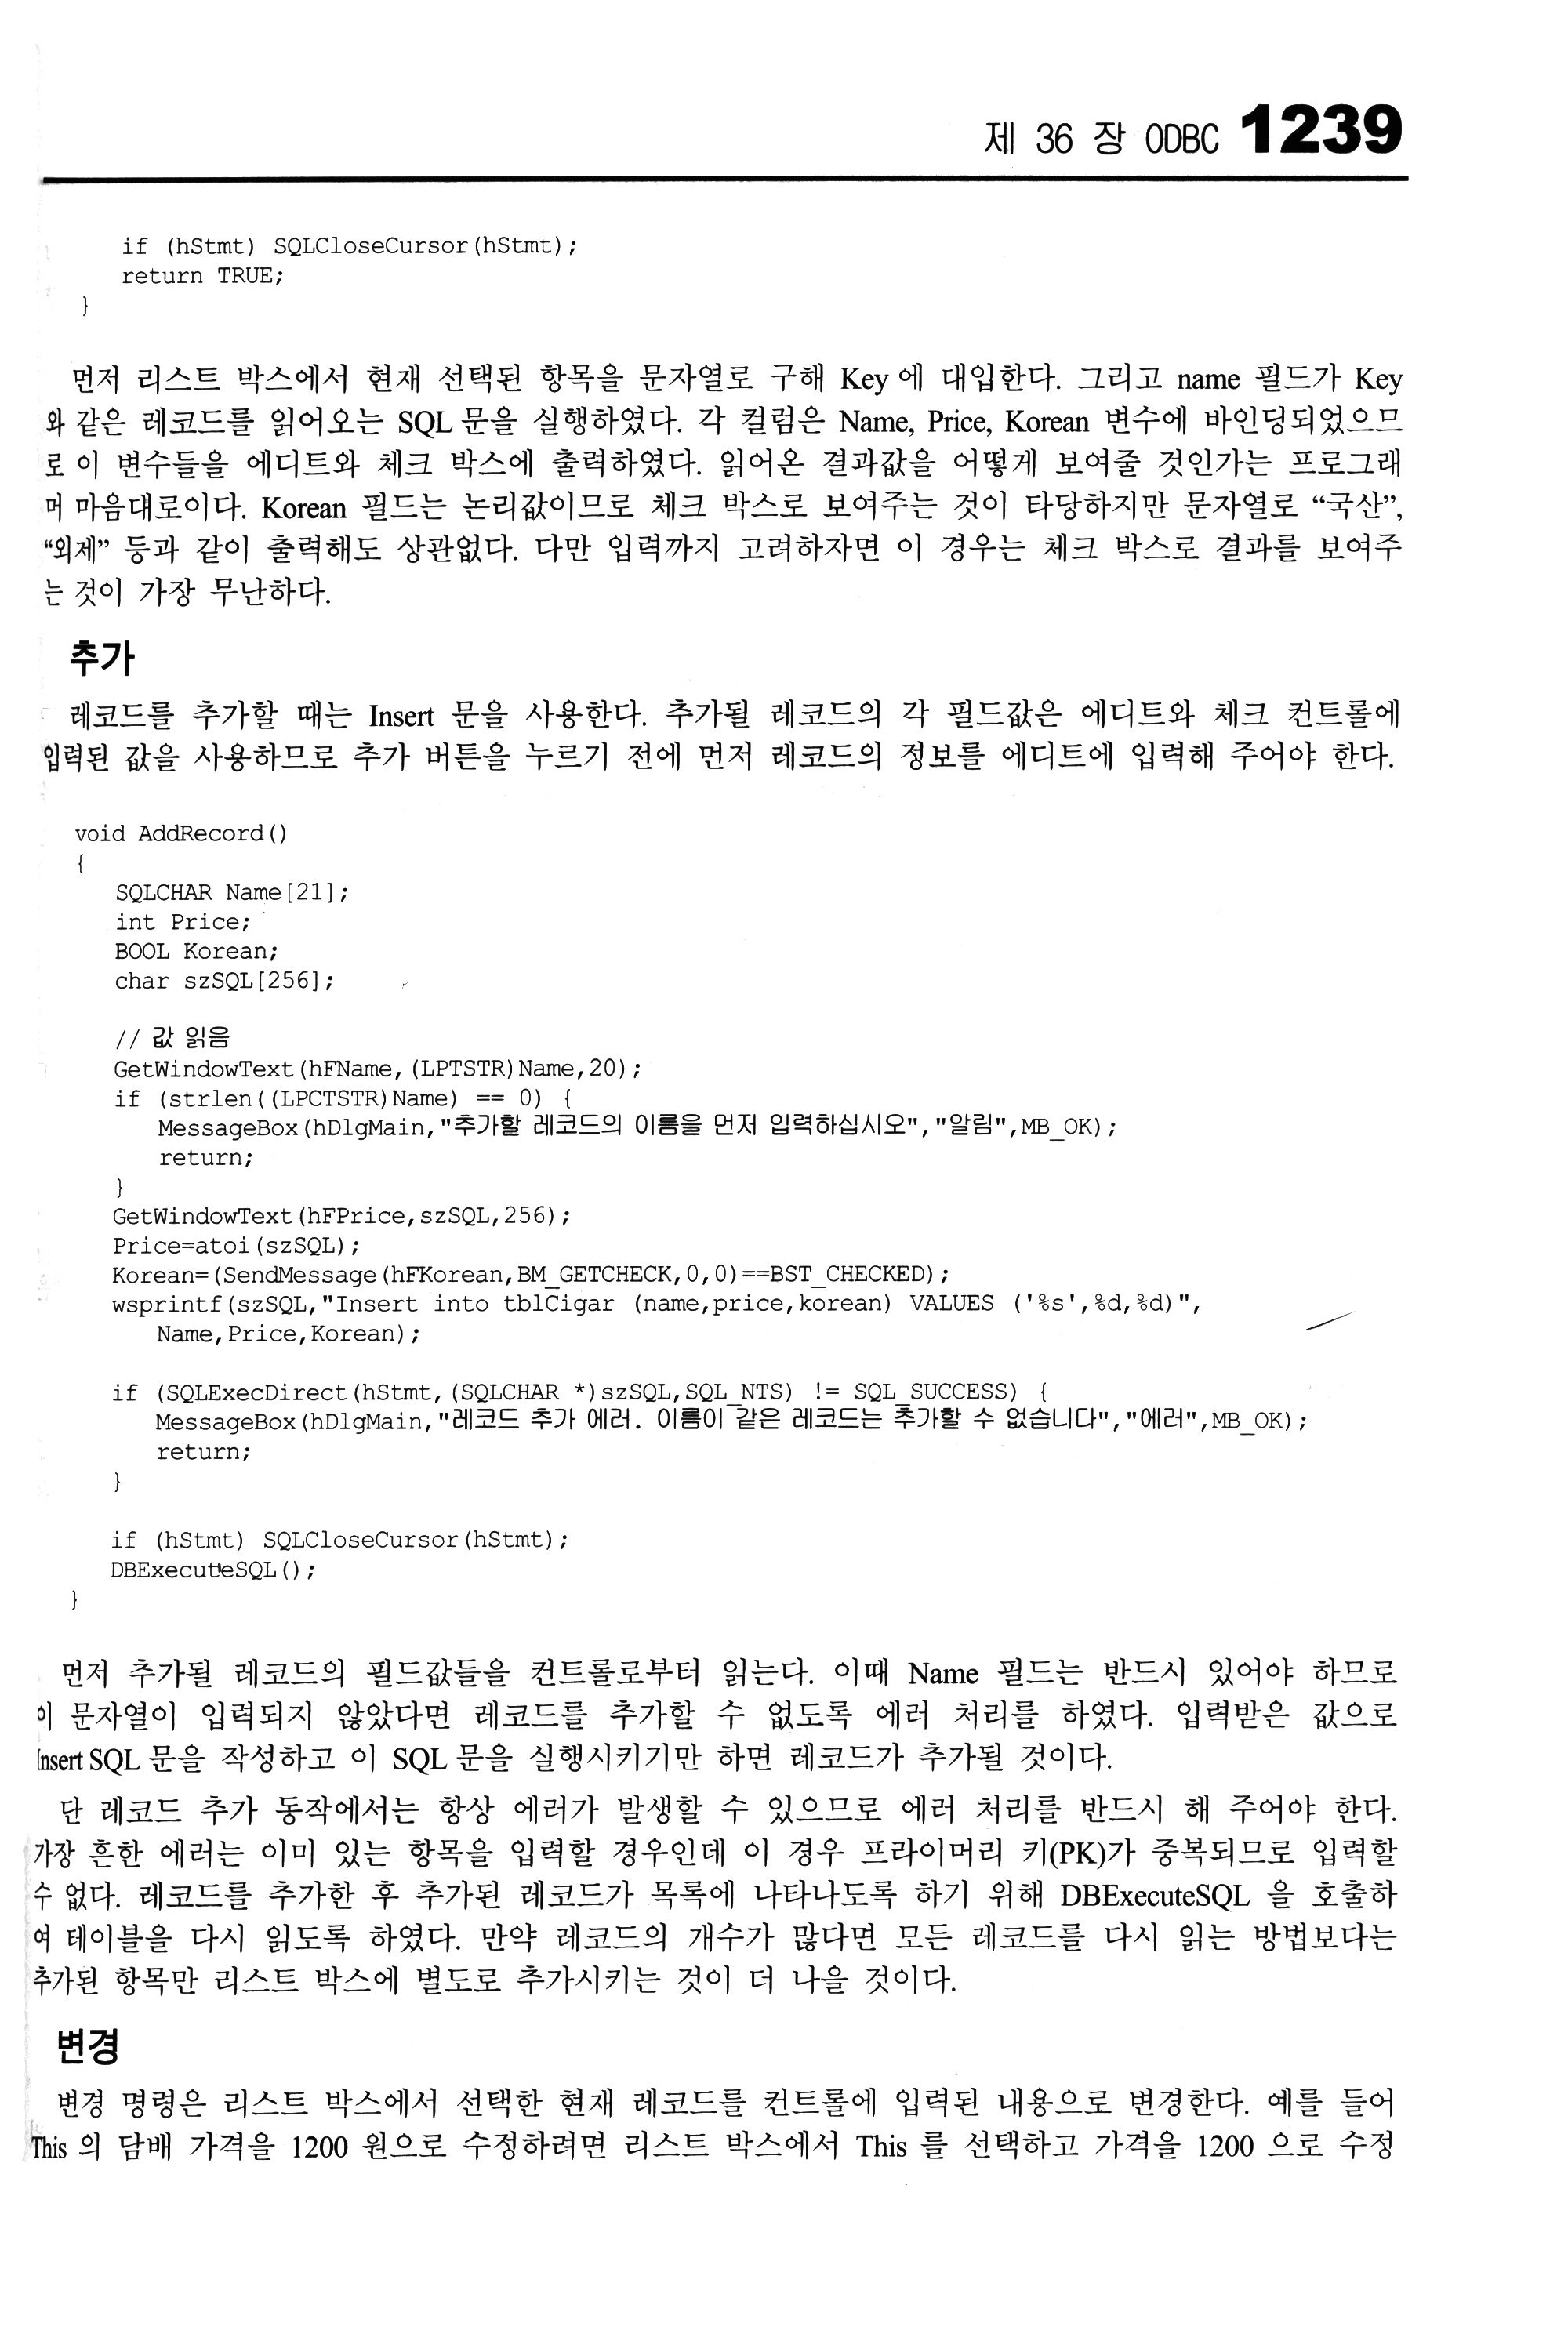 제 36 장 ODBC 1239
if (hStmt) SQLCloseCursor(hStmt);
return TRUE;
}
먼저 리스트 박스에서 현재 선택된 항목을 문자열로 구해 Key 에 대입한다. 그리고 name 필드가 Key
와 같은 레코드를 읽어오는 SQL 문을 실행하였다. 각 컬럼은 Name, Price, Korean 변수에 바인딩되었으므
로 이 변수들을 에디트와 체크 박스에 출력하였다. 읽어온 결과값을 어떻게 보여줄 것인가는 프로그래
머 마음대로이다. Korean 필드는 논리값이므로 체크 박스로 보여주는 것이 타당하지만 문자열로 “국산”,
“외제” 등과 같이 출력해도 상관없다. 다만 입력까지 고려하자면 이 경우는 체크 박스로 결과를 보여주
는 것이 가장 무난하다.
추가
레코드를 추가할 때는 Insert 문을 사용한다. 추가될 레코드의 각 필드값은 에디트와 체크 컨트롤에
입력된 값을 사용하므로 추가 버튼을 누르기 전에 먼저 레코드의 정보를 에디트에 입력해 주어야 한다.
void AddRecord()
{
SQLCHAR Name[21];
int Price;
BOOL Korean;
char szSQL[256];
// 값 읽음
GetWindowText(hFName,(LPTSTR)Name,20);
if (strlen((LPCTSTR)Name) == 0) {
MessageBox(hDlgMain,"추가할 레코드의 이름을 먼저 입력하십시오","알림",MB_OK);
return;
}
GetWindowText(hFPrice,szSQL,256);
Price=atoi(szSQL);
Korean=(SendMessage(hFKorean,BM_GETCHECK,0,0)==BST_CHECKED);
wsprintf(szSQL,"Insert into tblCigar (name,price,korean) VALUES ('%s',%d,%d)",
Name,Price,Korean);
if (SQLExecDirect(hStmt,(SQLCHAR *)szSQL,SQL_NTS) != SQL_SUCCESS) {
MessageBox(hDlgMain,"레코드 추가 에러. 이름이 같은 레코드는 추가할 수 없습니다","에러",MB_OK);
return;
}
if (hStmt) SQLCloseCursor(hStmt);
DBExecuteSQL();
}
먼저 추가될 레코드의 필드값들을 컨트롤로부터 읽는다. 이때 Name 필드는 반드시 있어야 하므로
이 문자열이 입력되지 않았다면 레코드를 추가할 수 없도록 에러 처리를 하였다. 입력받은 값으로
Insert SQL 문을 작성하고 이 SQL 문을 실행시키기만 하면 레코드가 추가될 것이다.
단 레코드 추가 동작에서는 항상 에러가 발생할 수 있으므로 에러 처리를 반드시 해 주어야 한다.
가장 흔한 에러는 이미 있는 항목을 입력할 경우인데 이 경우 프라이머리 키(PK)가 중복되므로 입력할
수 없다. 레코드를 추가한 후 추가된 레코드가 목록에 나타나도록 하기 위해 DBExecuteSQL 을 호출하
여 테이블을 다시 읽도록 하였다. 만약 레코드의 개수가 많다면 모든 레코드를 다시 읽는 방법보다는
추가된 항목만 리스트 박스에 별도로 추가시키는 것이 더 나을 것이다.
변경
변경 명령은 리스트 박스에서 선택한 현재 레코드를 컨트롤에 입력된 내용으로 변경한다. 예를 들어
This 의 담배 가격을 1200 원으로 수정하려면 리스트 박스에서 This 를 선택하고 가격을 1200 으로 수정